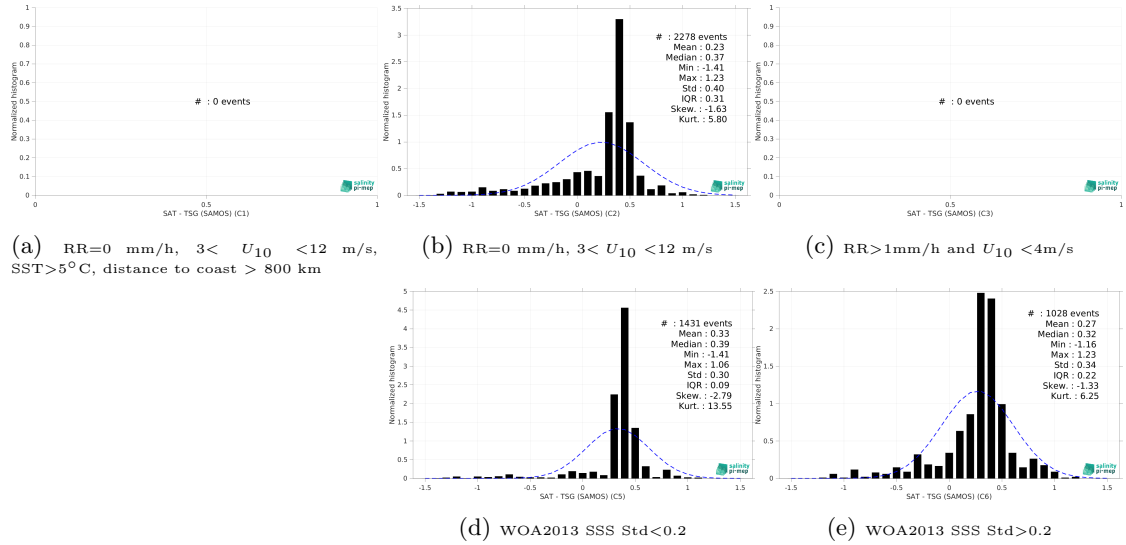 1
0.9
0.8
0.7
0.6
0.5
0.4
0.3
0.2
0.1
0
Normalized histogram
# : 0 events
0 0.5 1
SAT - TSG (SAMOS) (C1)
salinity
pi-mep
(a) RR=0 mm/h, 3< U10 <12 m/s,
SST>5°C, distance to coast > 800 km
3.5
3
2.5
2
1.5
1
0.5
0
Normalized histogram
# : 2278 events
Mean : 0.23
Median : 0.37
Min : -1.41
Max : 1.23
Std : 0.40
IQR : 0.31
Skew. : -1.63
Kurt. : 5.80
-1.5 -1 -0.5 0 0.5 1 1.5
SAT - TSG (SAMOS) (C2)
salinity
pi-mep
(b) RR=0 mm/h, 3< U10 <12 m/s
1
0.9
0.8
0.7
0.6
0.5
0.4
0.3
0.2
0.1
0
Normalized histogram
# : 0 events
0 0.5 1
SAT - TSG (SAMOS) (C3)
salinity
pi-mep
(c) RR>1mm/h and U10 <4m/s
5
4.5
4
3.5
3
2.5
2
1.5
1
0.5
0
Normalized histogram
# : 1431 events
Mean : 0.33
Median : 0.39
Min : -1.41
Max : 1.06
Std : 0.30
IQR : 0.09
Skew. : -2.79
Kurt. : 13.55
-1.5 -1 -0.5 0 0.5 1 1.5
SAT - TSG (SAMOS) (C5)
salinity
pi-mep
(d) WOA2013 SSS Std<0.2
2.5
2
1.5
1
0.5
0
Normalized histogram
# : 1028 events
Mean : 0.27
Median : 0.32
Min : -1.16
Max : 1.23
Std : 0.34
IQR : 0.22
Skew. : -1.33
Kurt. : 6.25
-1.5 -1 -0.5 0 0.5 1 1.5
SAT - TSG (SAMOS) (C6)
salinity
pi-mep
(e) WOA2013 SSS Std>0.2